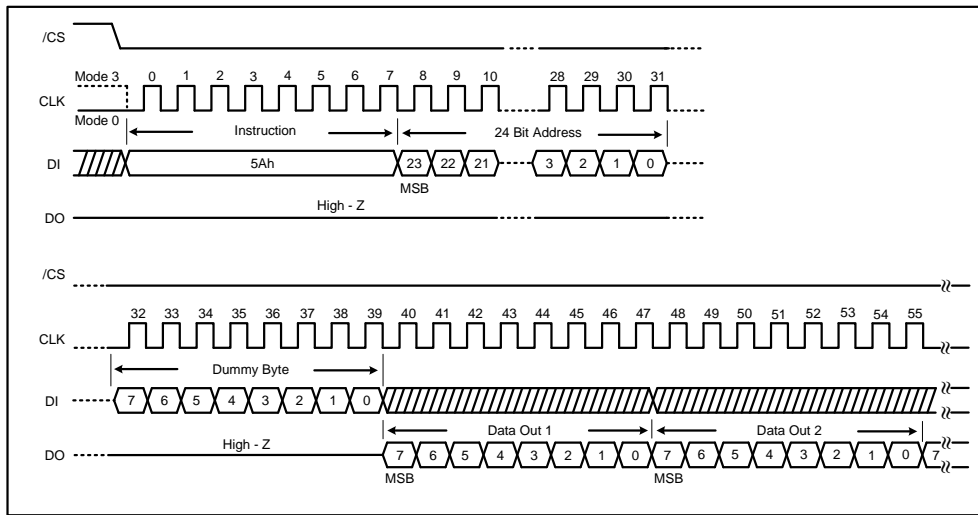 /CS
Mode 3 0 1 2 3 4 5 6 7 8 9 10 28 29 30 31
CLK
Mode 0
Instruction 24 Bit Address
DI 5Ah 23 22 21 3 2 1 0
MSB
High - Z
DO
/CS
32 33 34 35 36 37 38 39 40 41 42 43 44 45 46 47 48 49 50 51 52 53 54 55
CLK
Dummy Byte
DI 7 6 5 4 3 2 1 0
Data Out 1 Data Out 2
High - Z
DO 7 6 5 4 3 2 1 0 7 6 5 4 3 2 1 0 7
MSB MSB